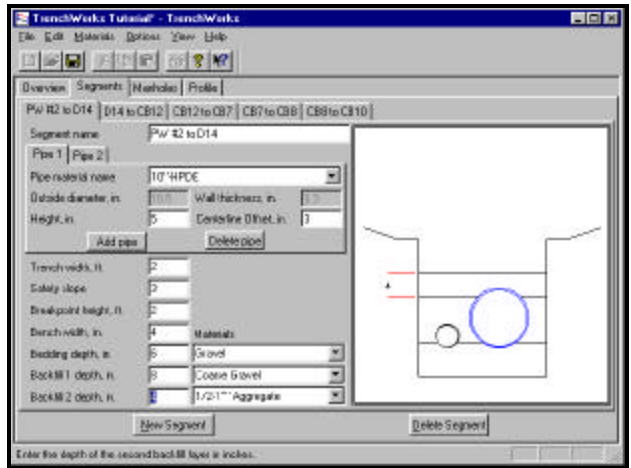 TrenchWorks Tutorial* - TrenchWorks
File Edit Materials Options View Help
Overview Segments Manholes Profile
PW #2 to D14 D14 to CB12 CB12 to CB7 CB7 to CB8 CB8 to CB10
Segment name PW #2 to D14
Pipe 1 Pipe 2
Pipe material name 10" HPDE
Outside diameter, in. Wall thickness, in.
Height, in. 5 Centerline Offset, in. 3
Add pipe Delete pipe
Trench width, ft. 2
Safety slope 3
Breakpoint height, ft. 2
Bench width, in. 4 Materials
Bedding depth, in. 6 Gravel
Backfill 1 depth, in. 8 Coarse Gravel
Backfill 2 depth, in. 1/2-1" Aggregate
New Segment Delete Segment
Enter the depth of the second backfill layer in inches.